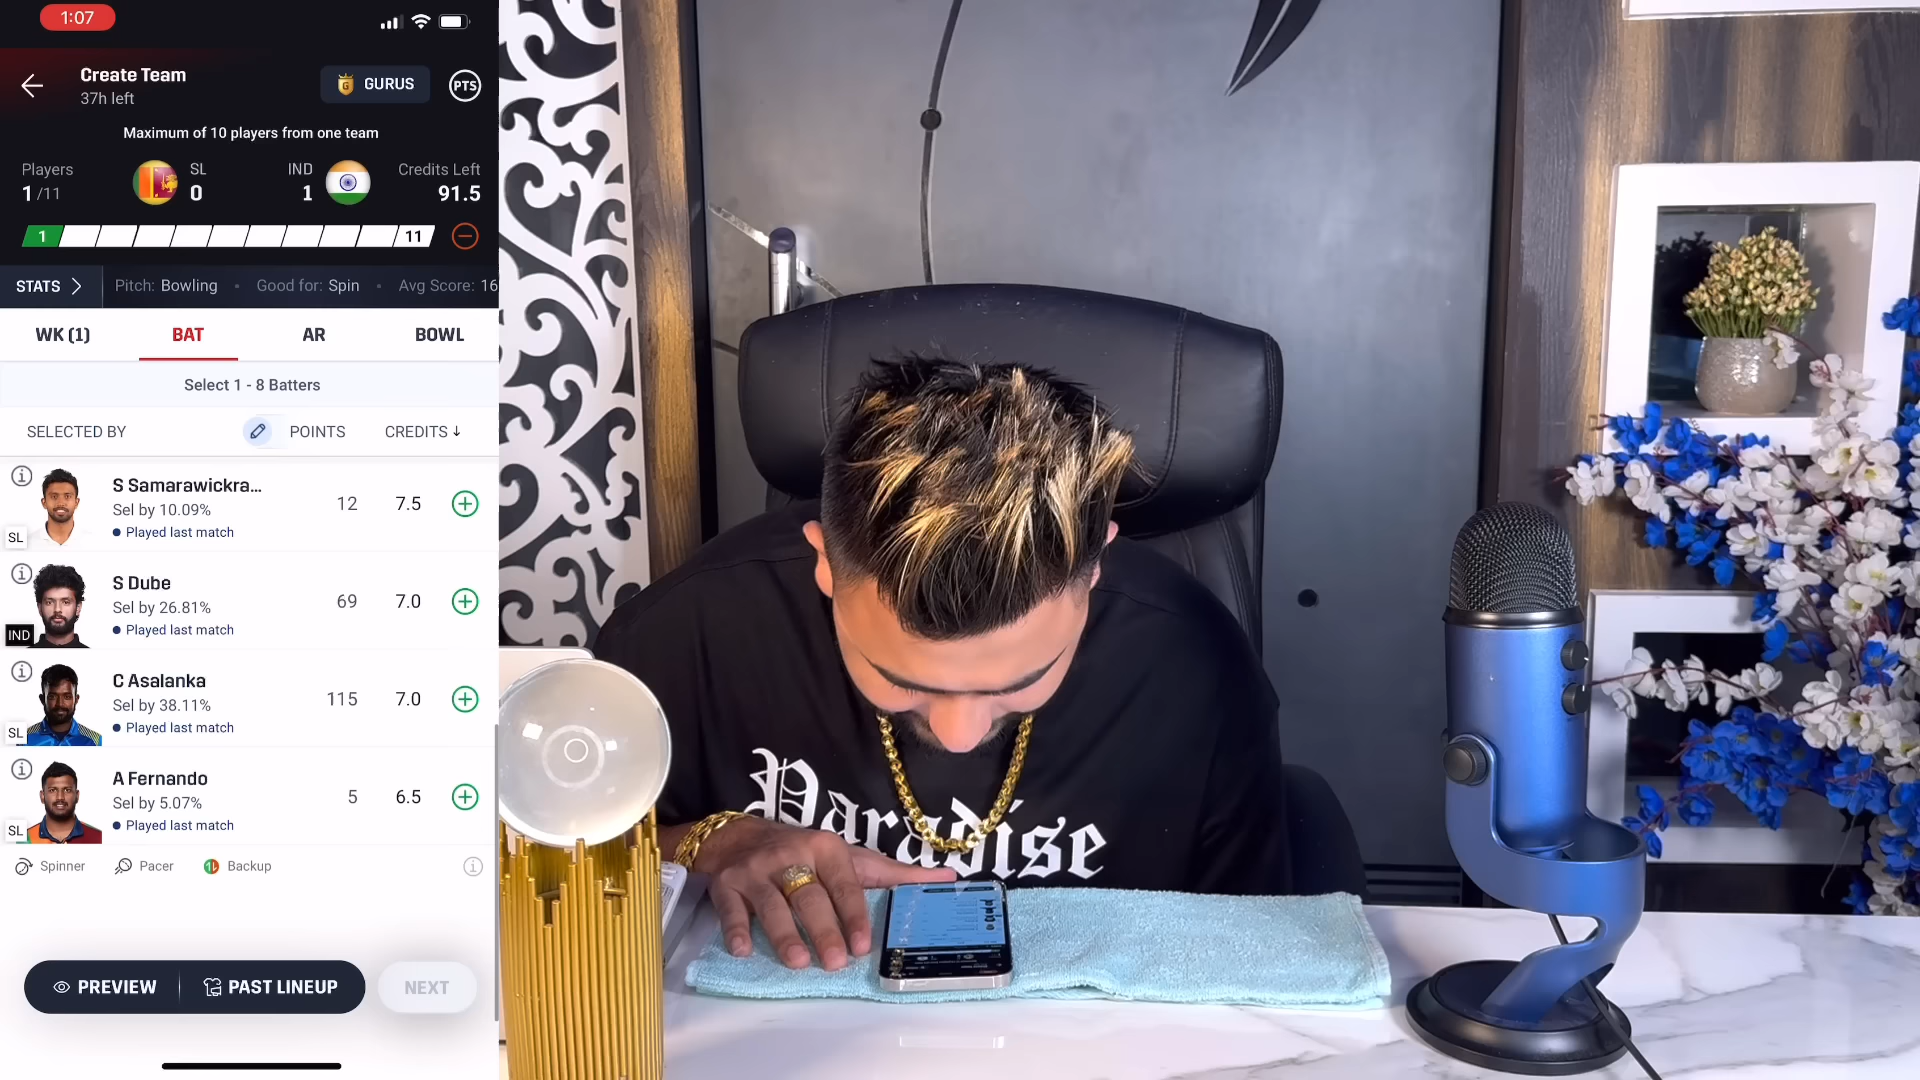 1:07
Create Team
37h left
GURUS
PTS
Maximum of 10 players from one team
Players
SL
IND
Credits Left
1/11
0
1
91.5
1
11
STATS
Pitch: Bowling • Good for: Spin • Avg Score: 16
WK (1)
BAT
AR
BOWL
Select 1 - 8 Batters
SELECTED BY
POINTS
CREDITS ↓
S Samarawickra...
Sel by 10.09%
Played last match
SL
12
7.5
S Dube
Sel by 26.81%
Played last match
IND
69
7.0
C Asalanka
Sel by 38.11%
Played last match
SL
115
7.0
A Fernando
Sel by 5.07%
Played last match
SL
5
6.5
Spinner
Pacer
Backup
PREVIEW
PAST LINEUP
NEXT
Paradise